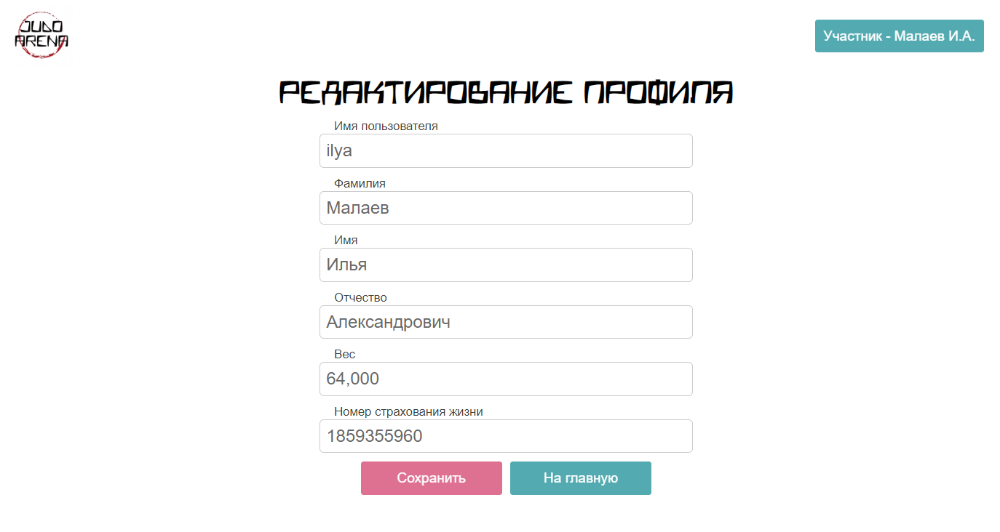 JUDO
ARENA
Участник - Малаев И.А.
РЕДАКТИРОВАНИЕ ПРОФИЛЯ
Имя пользователя
ilya
Фамилия
Малаев
Имя
Илья
Отчество
Александрович
Вес
64,000
Номер страхования жизни
1859355960
Сохранить
На главную